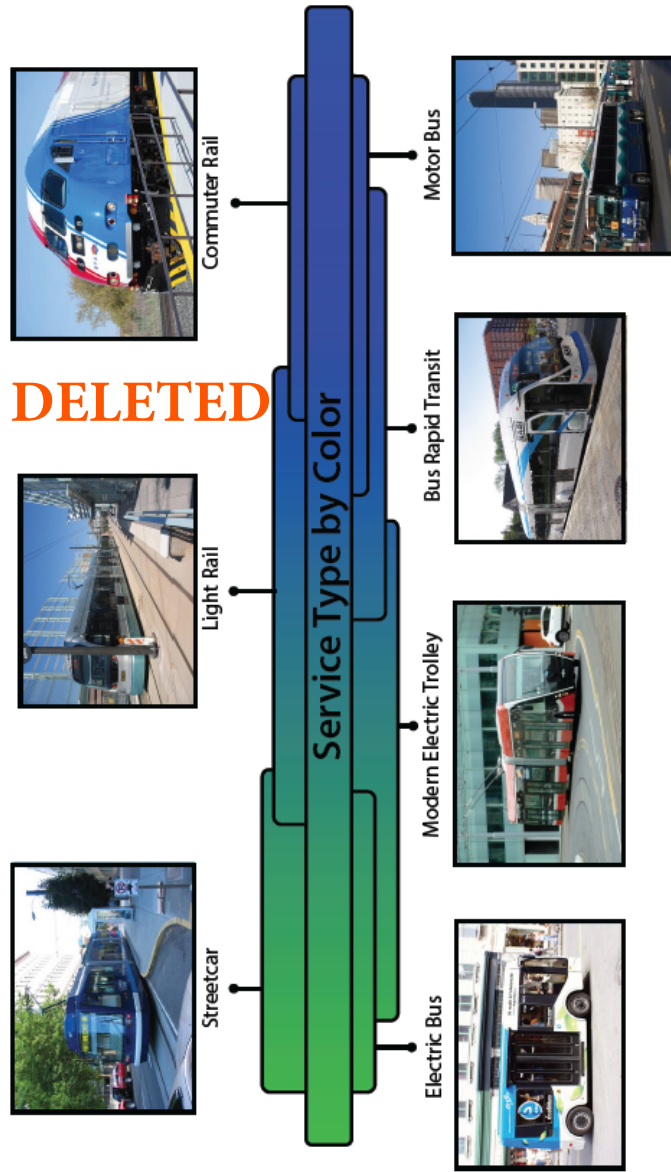 DELETED
Commuter Rail
Light Rail
Streetcar
Service Type by Color
Motor Bus
Bus Rapid Transit
Modern Electric Trolley
Electric Bus